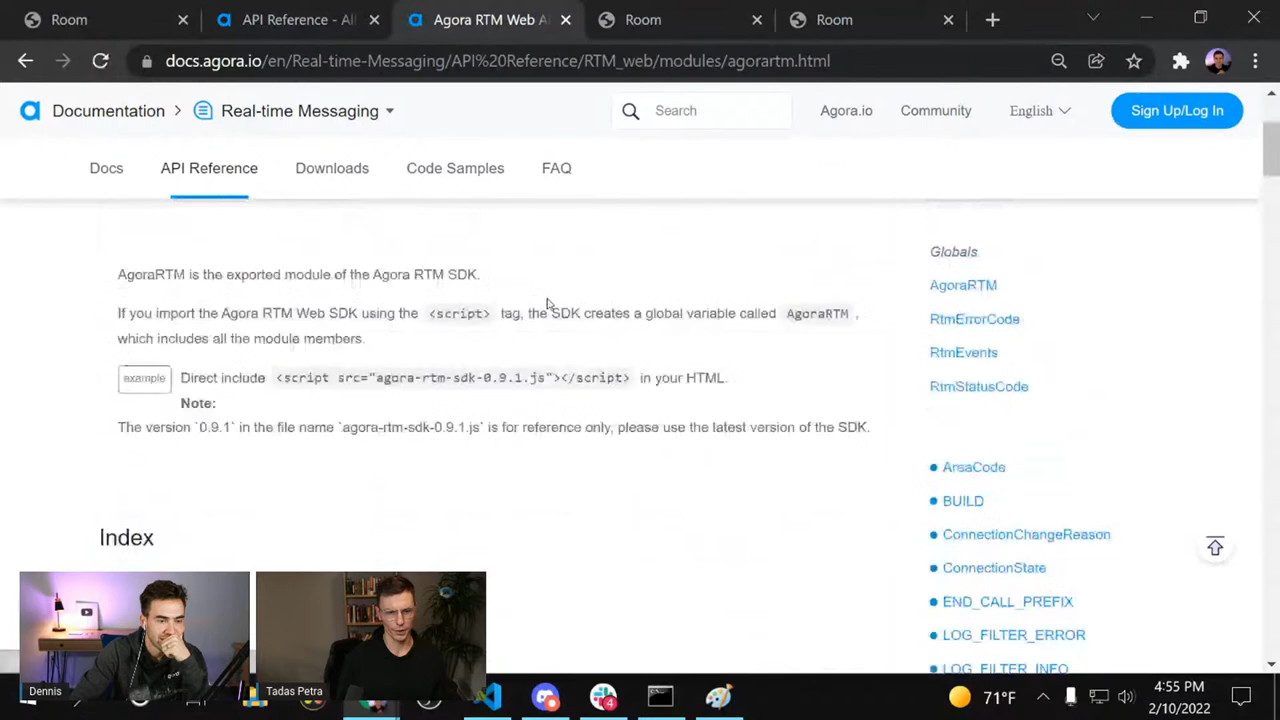 Room
API Reference - Al
Agora RTM Web A
Room
Room
docs.agora.io/en/Real-time-Messaging/API%20Reference/RTM_web/modules/agorartm.html
Documentation
Real-time Messaging
Search
Agora.io
Community
English
Sign Up/Log In
Docs
API Reference
Downloads
Code Samples
FAQ
AgoraRTM is the exported module of the Agora RTM SDK.
If you import the Agora RTM Web SDK using the <script> tag, the SDK creates a global variable called AgoraRTM ,
which includes all the module members.
example
Direct include <script src="agora-rtm-sdk-0.9.1.js"></script> in your HTML.
Note:
The version `0.9.1` in the file name `agora-rtm-sdk-0.9.1.js` is for reference only, please use the latest version of the SDK.
Index
Globals
AgoraRTM
RtmErrorCode
RtmEvents
RtmStatusCode
AreaCode
BUILD
ConnectionChangeReason
ConnectionState
END_CALL_PREFIX
LOG_FILTER_ERROR
LOG_FILTER_INFO
Dennis
Tadas Petra
4
71°F
4:55 PM
2/10/2022